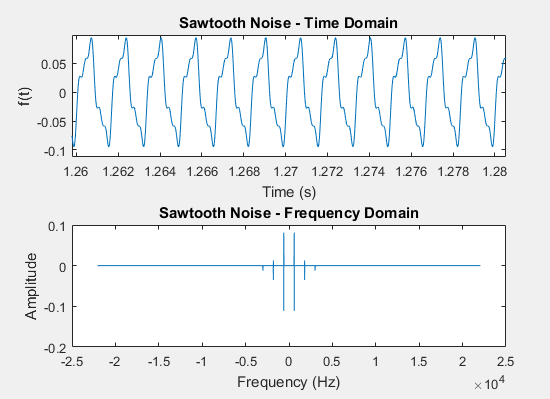 Sawtooth Noise - Time Domain
0.05
0
-0.05
-0.1
f(t)
1.26 1.262 1.264 1.266 1.268 1.27 1.272 1.274 1.276 1.278 1.28
Time (s)
Sawtooth Noise - Frequency Domain
0.1
0
-0.1
-0.2
Amplitude
-2.5 -2 -1.5 -1 -0.5 0 0.5 1 1.5 2 2.5
Frequency (Hz)
×10^4